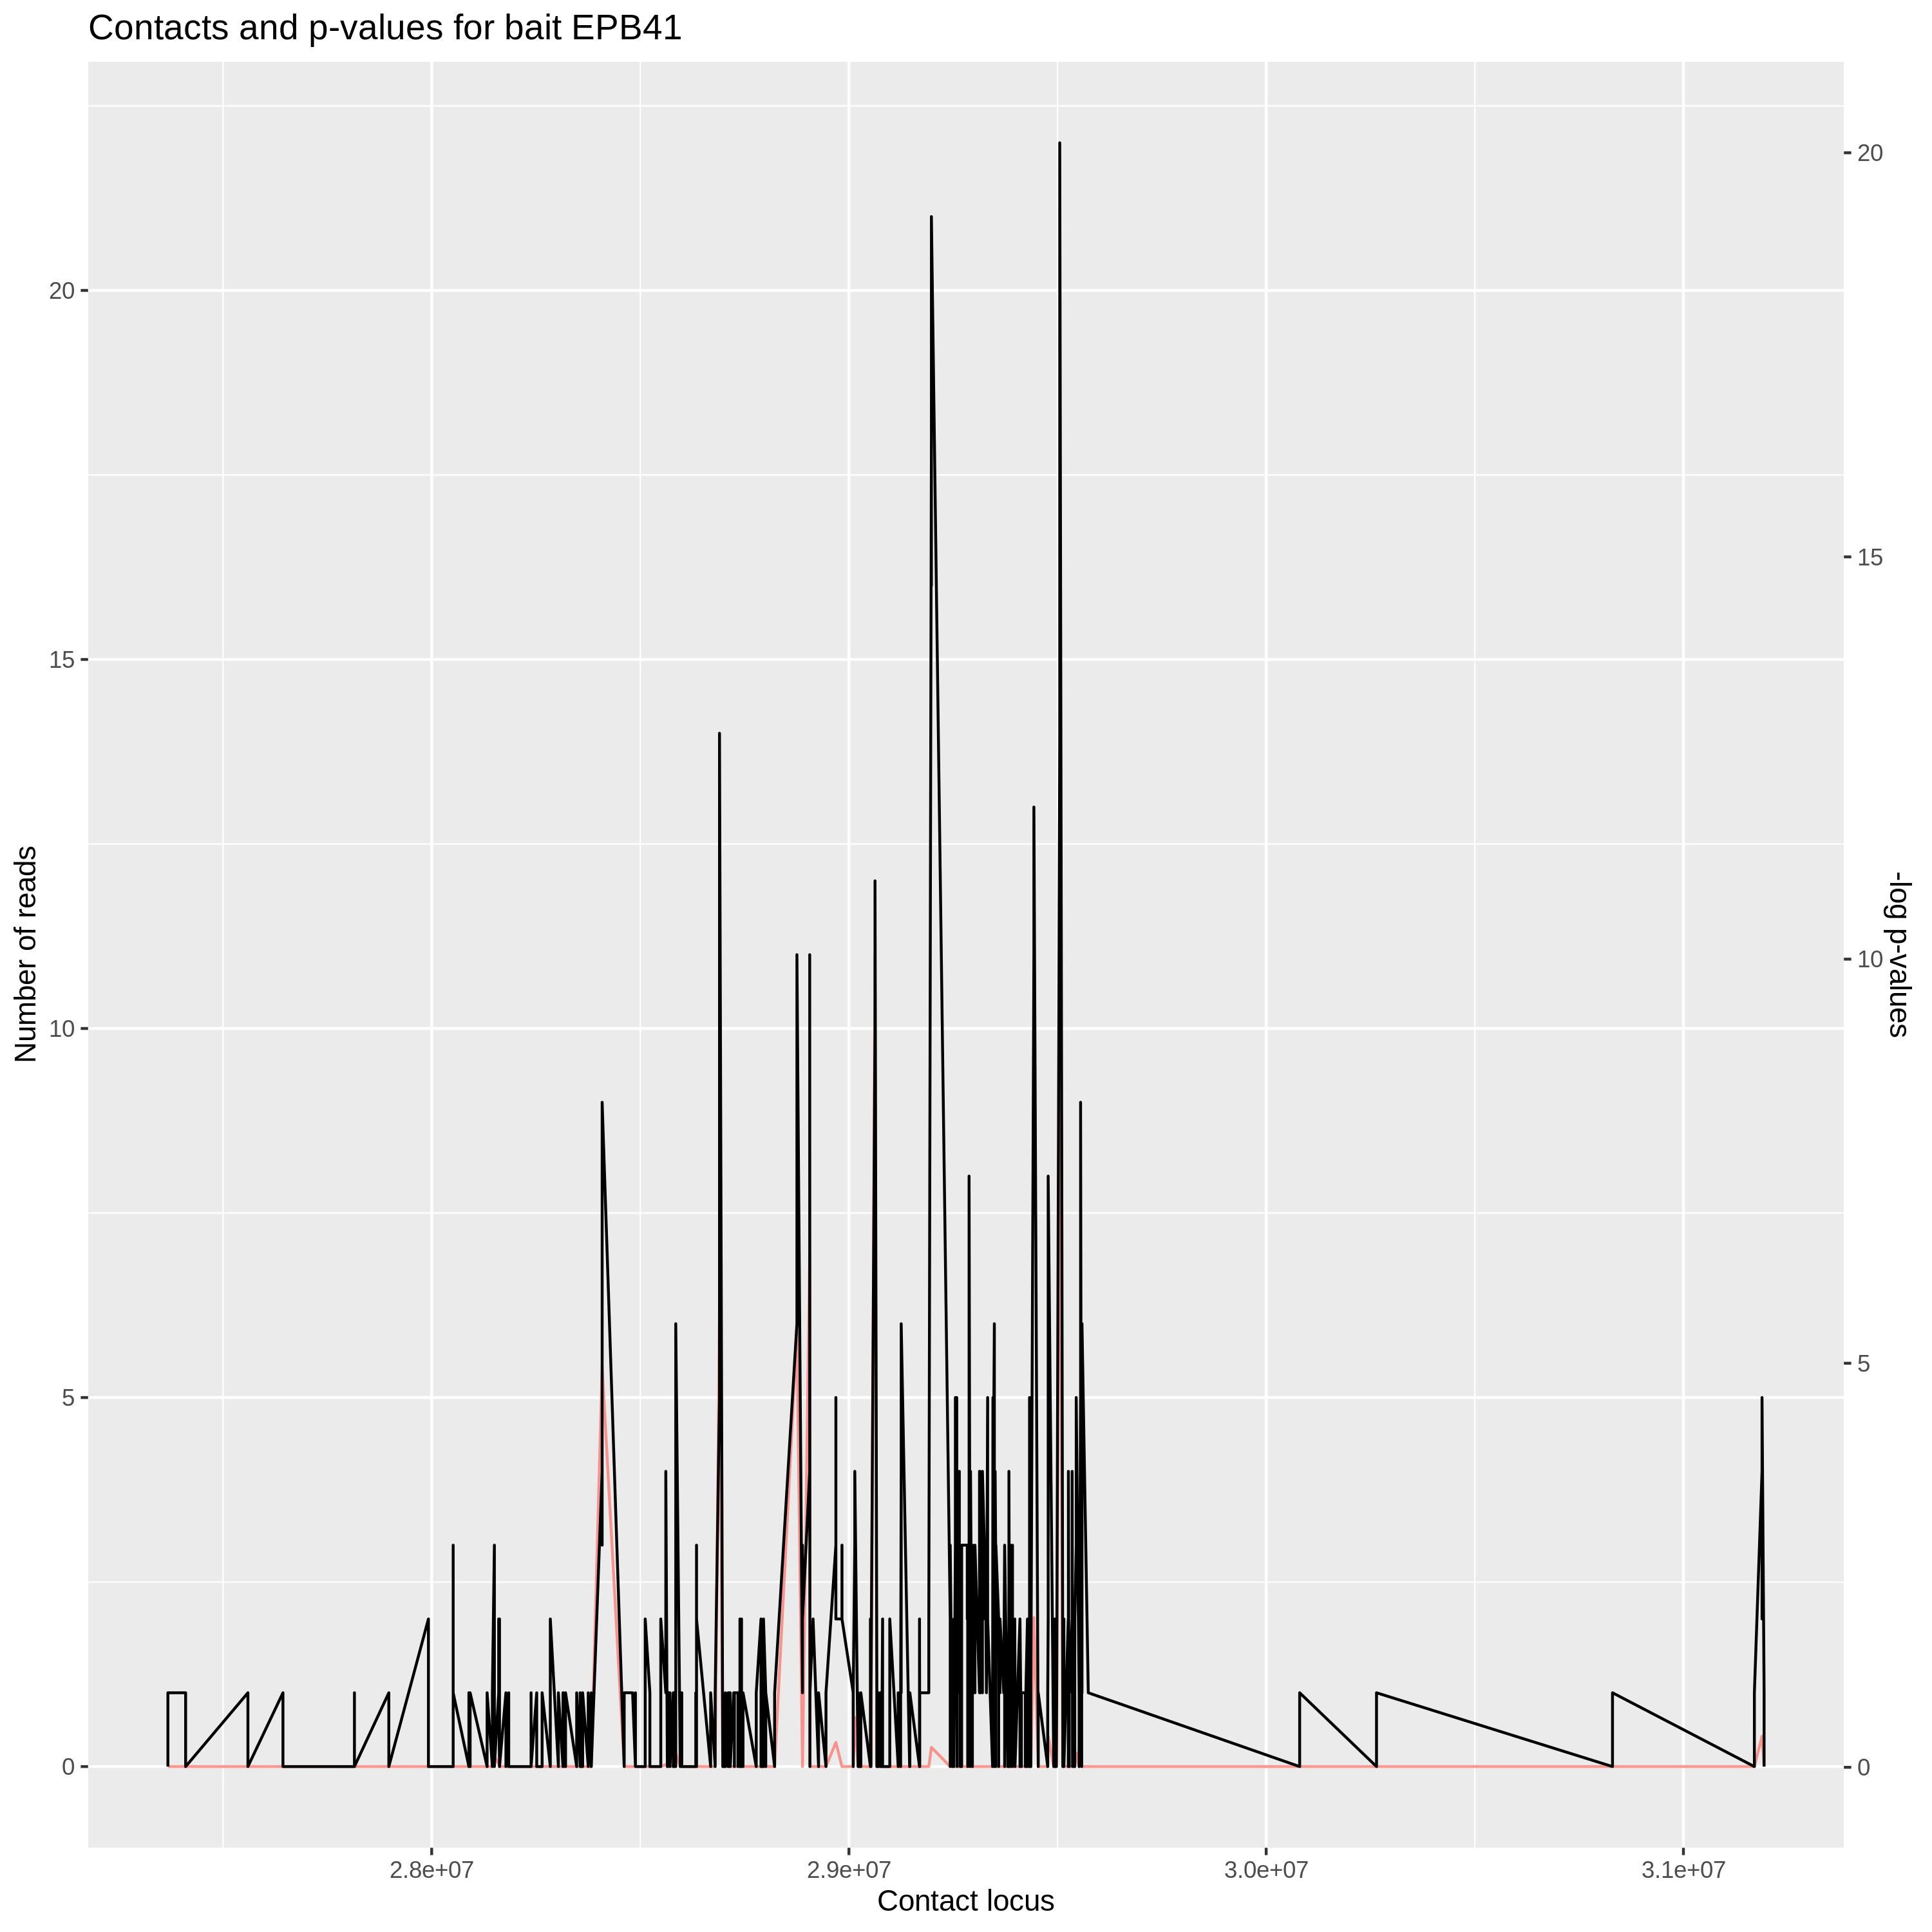 Contacts and p-values for bait EPB41
20
15
10
5
0
Number of reads
20
15
10
5
0
-log p-values
2.8e+07 2.9e+07 3.0e+07 3.1e+07
Contact locus